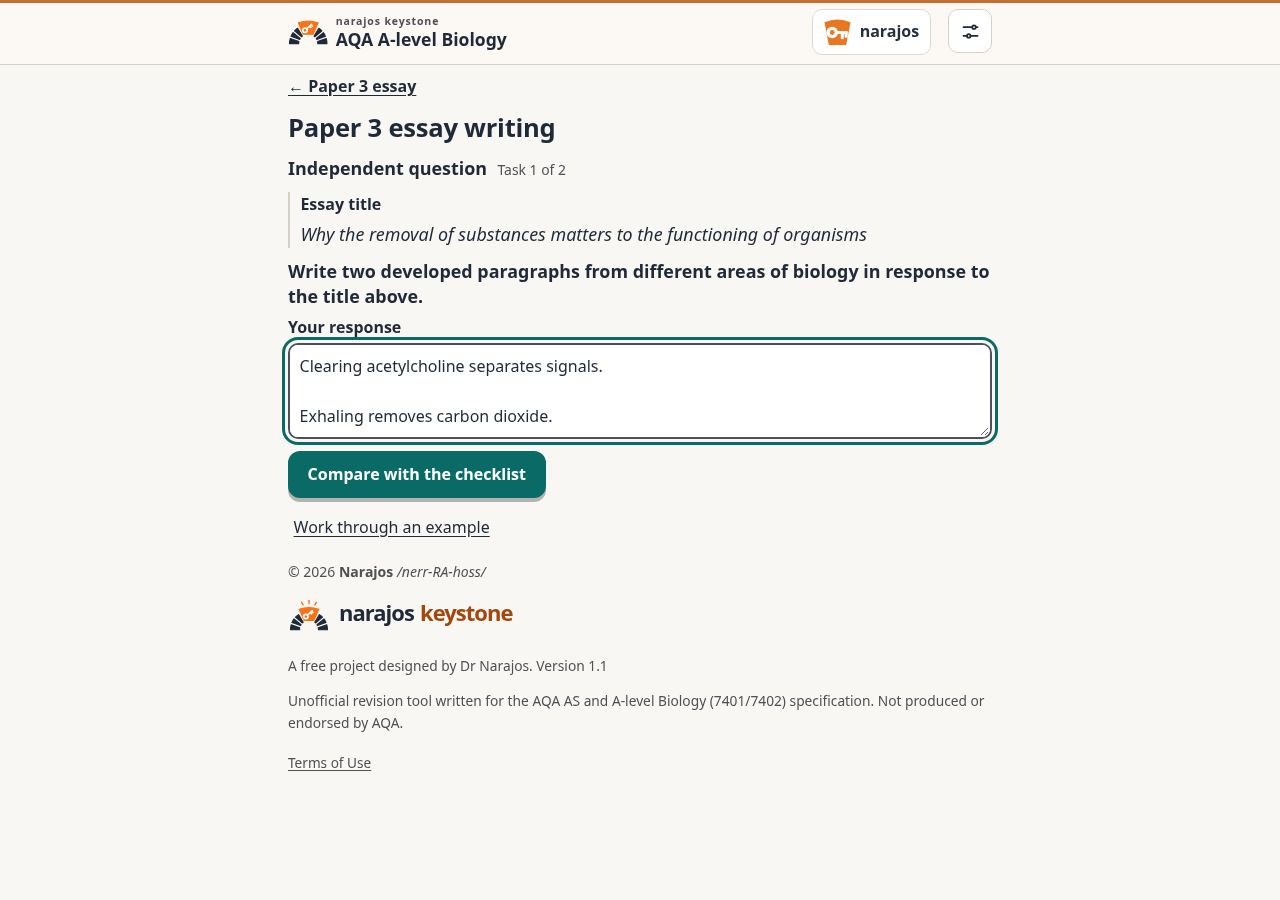 narajos keystone
AQA A-level Biology
narajos
← Paper 3 essay
Paper 3 essay writing
Independent question Task 1 of 2
Essay title
Why the removal of substances matters to the functioning of organisms
Write two developed paragraphs from different areas of biology in response to
the title above.
Your response
Clearing acetylcholine separates signals.
Exhaling removes carbon dioxide.
Compare with the checklist
Work through an example
© 2026 Narajos /nerr-RA-hoss/
narajos keystone
A free project designed by Dr Narajos. Version 1.1
Unofficial revision tool written for the AQA AS and A-level Biology (7401/7402) specification. Not produced or
endorsed by AQA.
Terms of Use